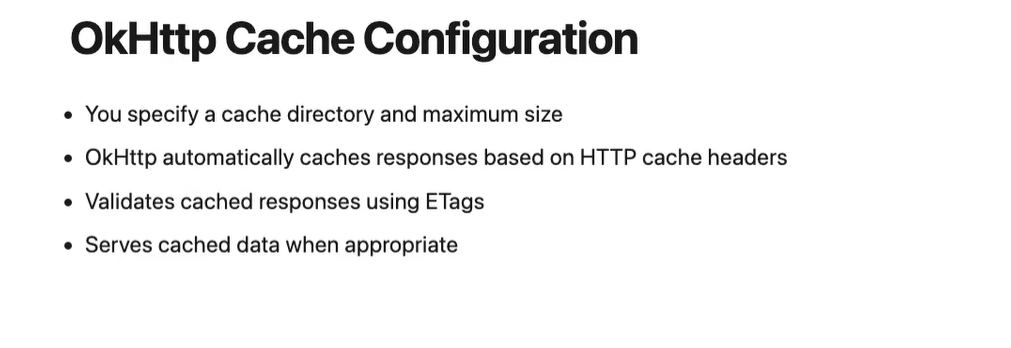 OkHttp Cache Configuration
• You specify a cache directory and maximum size
• OkHttp automatically caches responses based on HTTP cache headers
• Validates cached responses using ETags
• Serves cached data when appropriate